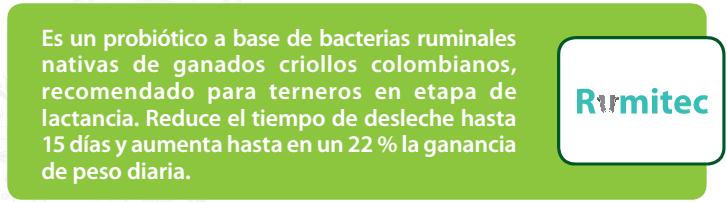 Es un probiótico a base de bacterias ruminales
nativas de ganados criollos colombianos,
recomendado para terneros en etapa de
lactancia. Reduce el tiempo de desleche hasta
15 días y aumenta hasta en un 22 % la ganancia
de peso diaria.
Rumitec